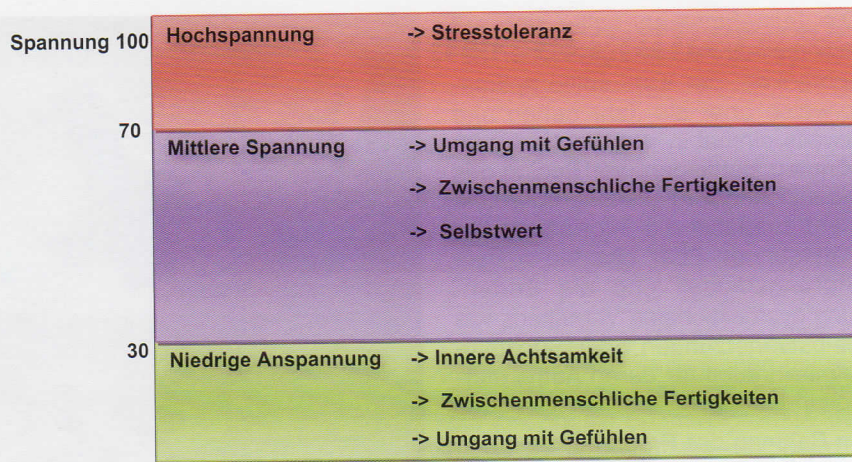 Spannung 100 Hochspannung -> Stresstoleranz
70
Mittlere Spannung -> Umgang mit Gefühlen
-> Zwischenmenschliche Fertigkeiten
-> Selbstwert
30
Niedrige Anspannung -> Innere Achtsamkeit
-> Zwischenmenschliche Fertigkeiten
-> Umgang mit Gefühlen